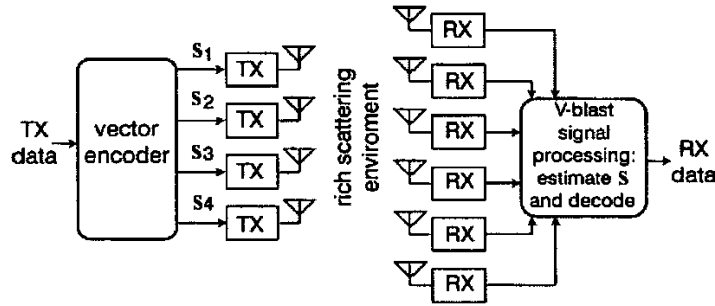 TX
data
vector
encoder
S1
TX
S2
TX
S3
TX
S4
TX
rich scattering
enviroment
RX
RX
RX
RX
RX
RX
V-blast
signal
processing:
estimate S
and decode
RX
data